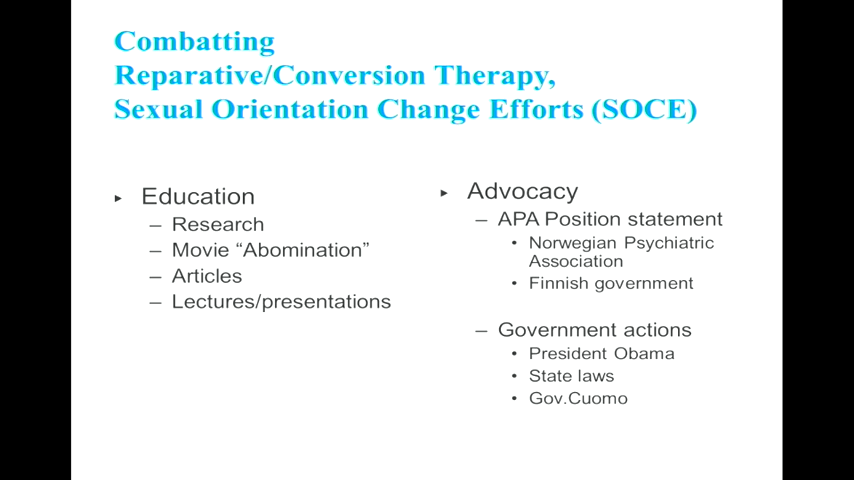 Combatting
Reparative/Conversion Therapy,
Sexual Orientation Change Efforts (SOCE)
▸ Education
– Research
– Movie “Abomination”
– Articles
– Lectures/presentations
▸ Advocacy
– APA Position statement
• Norwegian Psychiatric
Association
• Finnish government
– Government actions
• President Obama
• State laws
• Gov.Cuomo